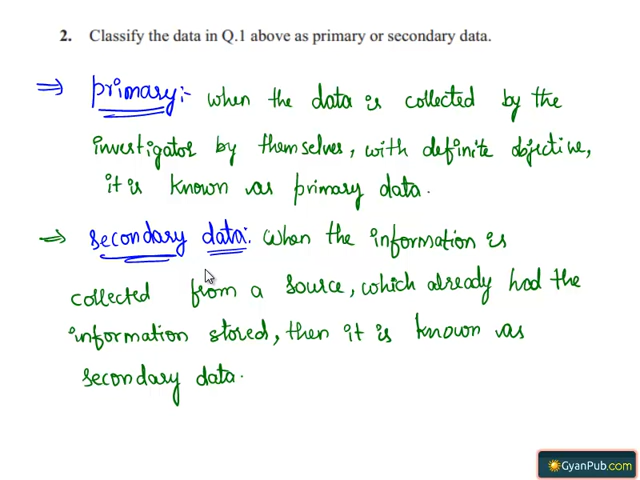 2. Classify the data in Q.1 above as primary or secondary data.
⇒ primary:- when the data is collected by the
investigator by themselves, with definite objective,
it is known as primary data.
⇒ secondary data: when the information is
collected from a source, which already had the
information stored, then it is known as
secondary data.
GyanPub.com